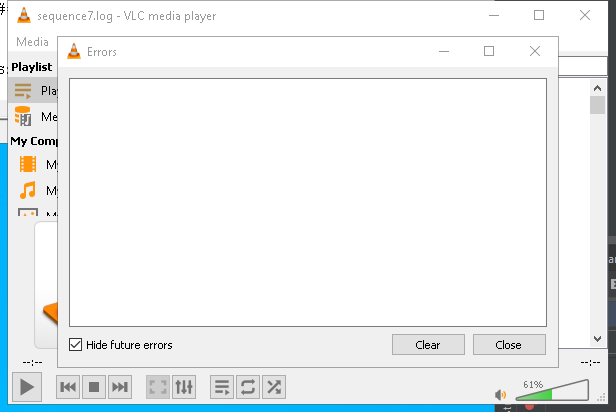 ##
sequence7.log - VLC media player
Media
Errors
Playlist
Play
Me
My Comp
My
My
Hide future errors
Clear
Close
--:--
--:--
61%